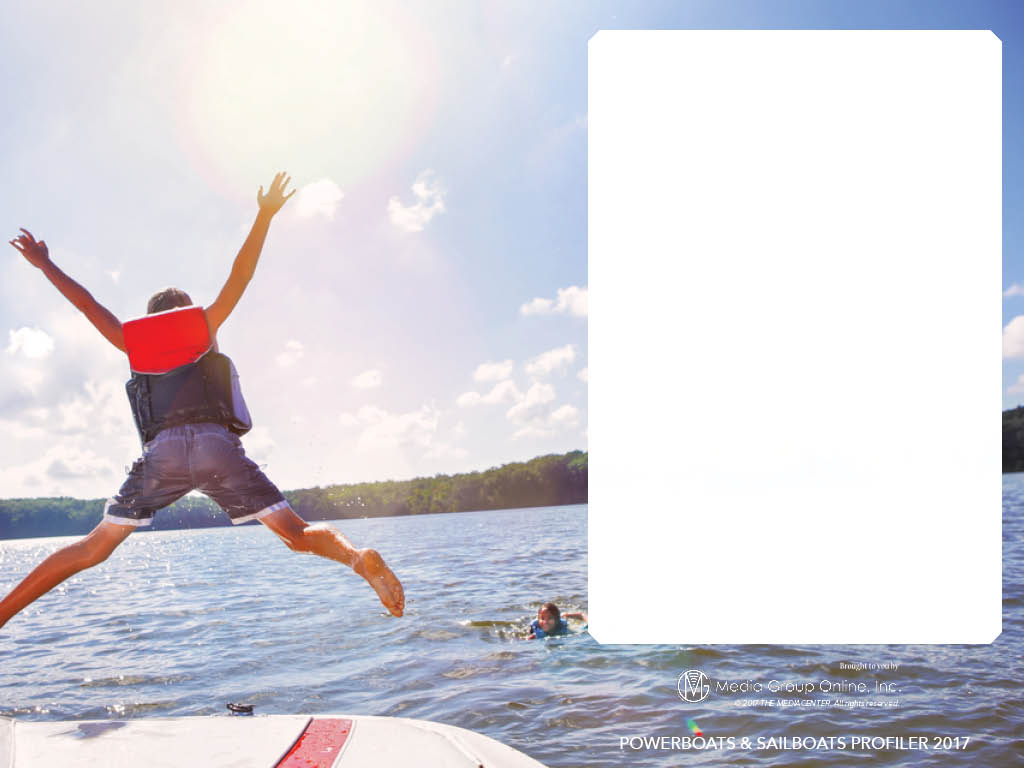 Brought to you by
Media Group Online, Inc.
© 2017 THE MEDIACENTER. All rights reserved.
POWERBOATS & SAILBOATS PROFILER 2017